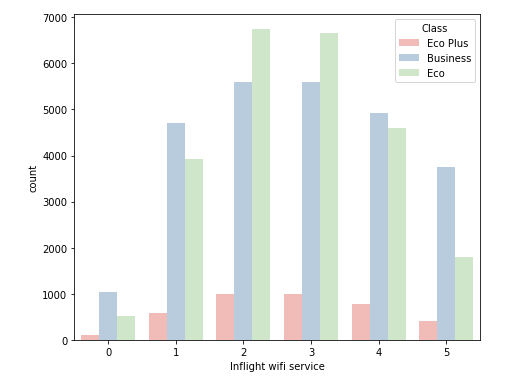 7000
6000
5000
4000
3000
2000
1000
0
count
Class
Eco Plus
Business
Eco
0 1 2 3 4 5
Inflight wifi service